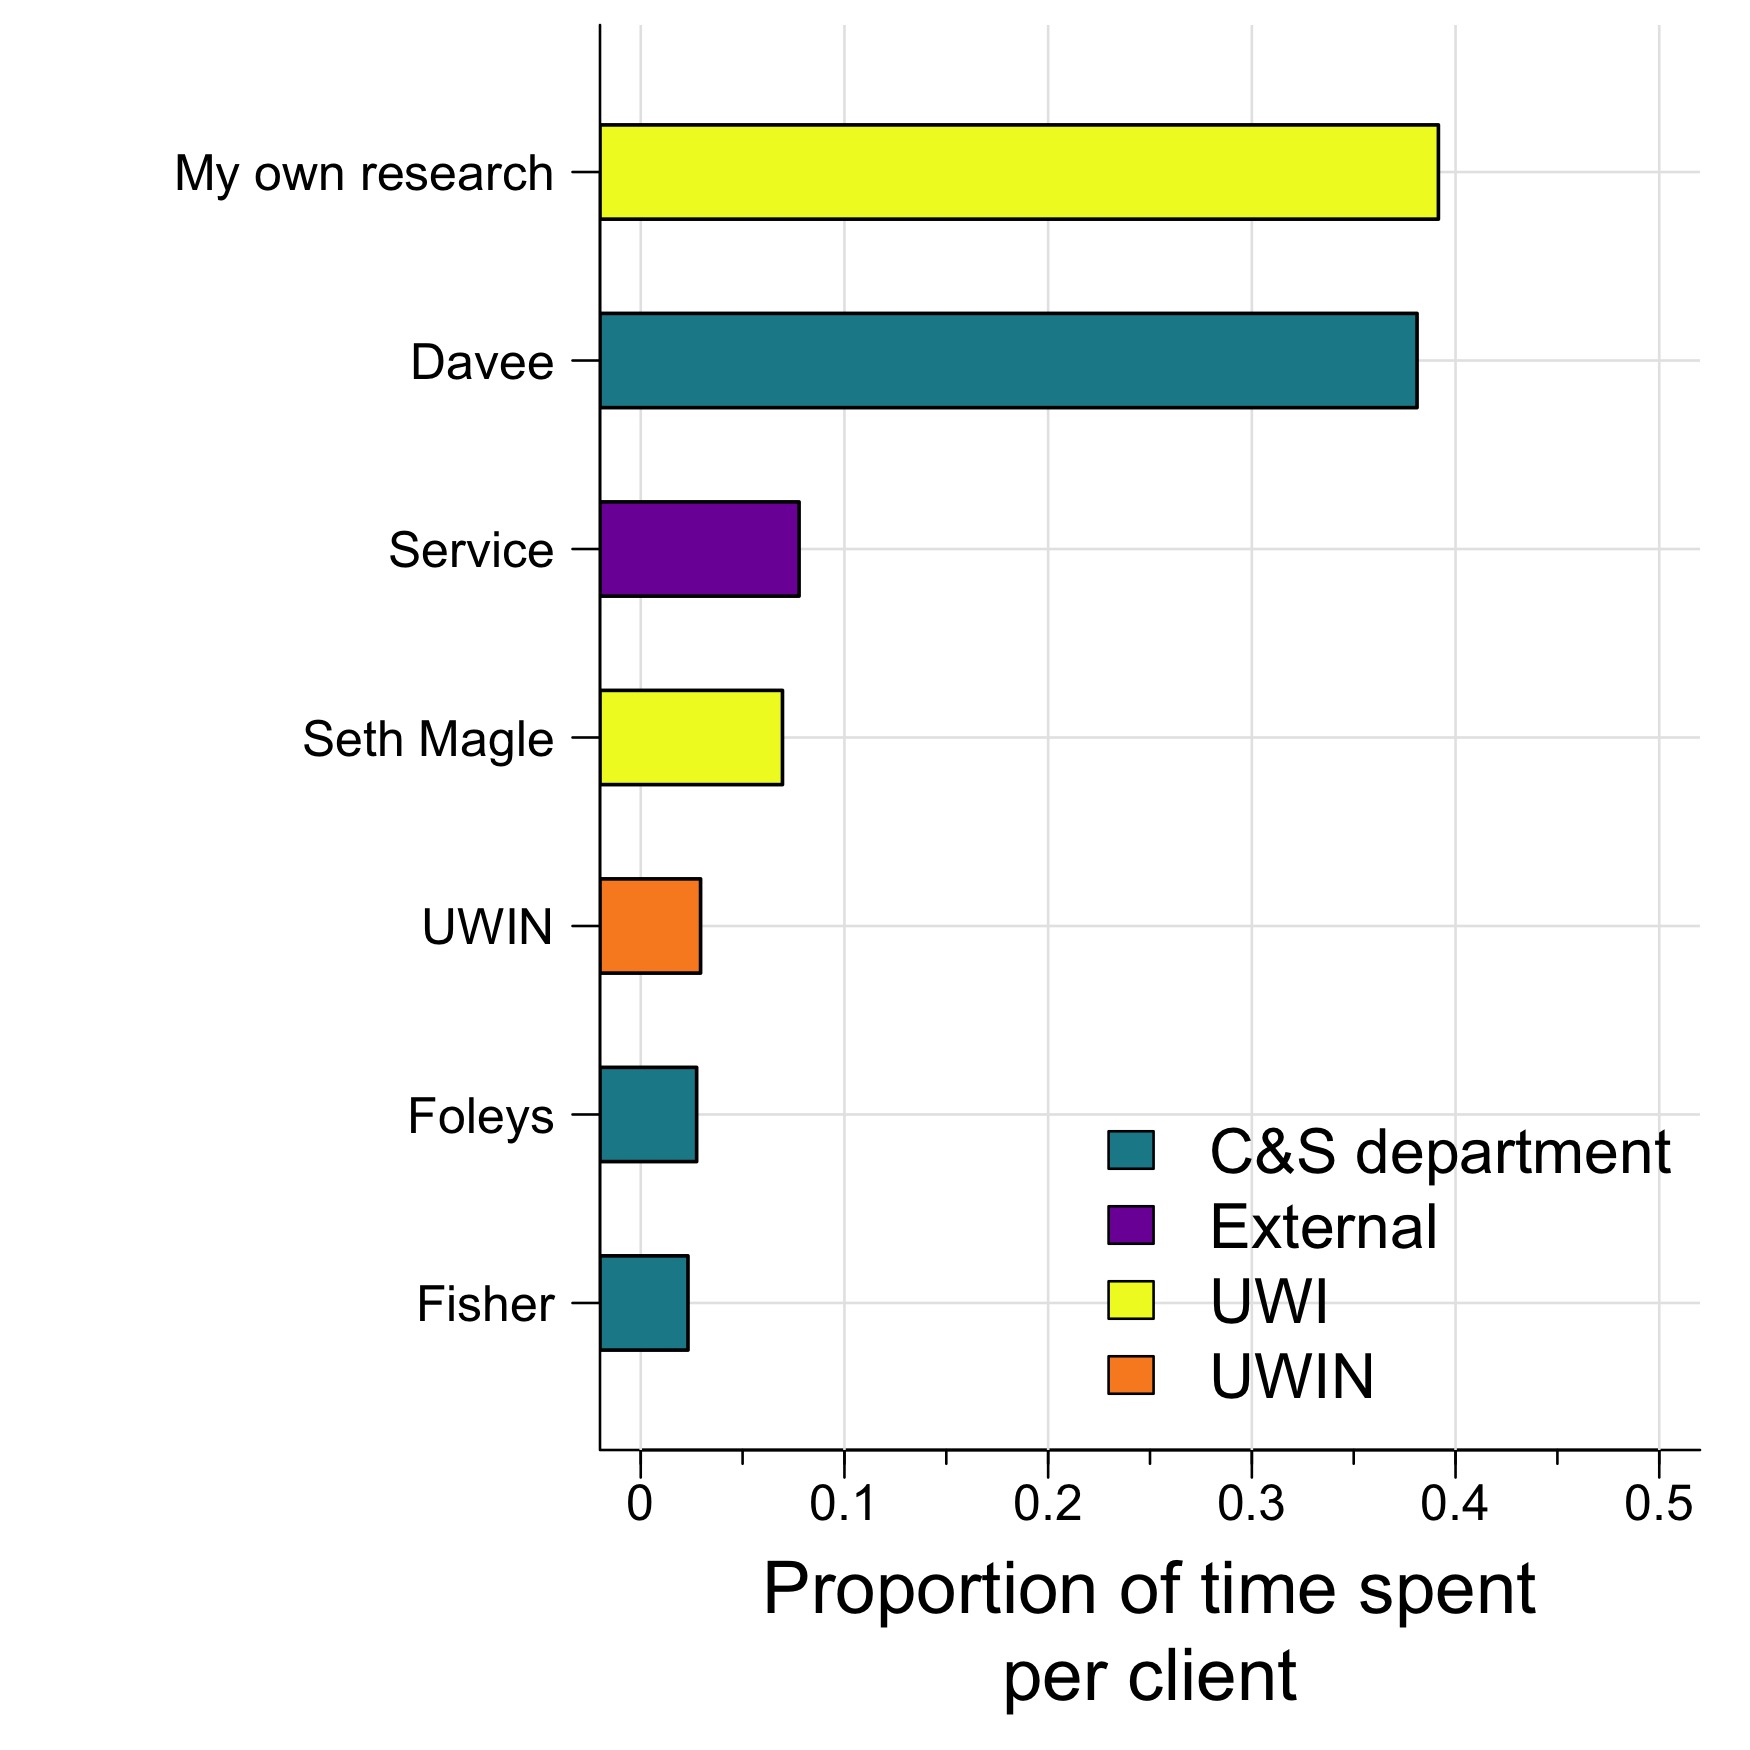 My own research
Davee
Service
Seth Magle
UWIN
Foleys
Fisher
C&S department
External
UWI
UWIN
0 0.1 0.2 0.3 0.4 0.5
Proportion of time spent
per client